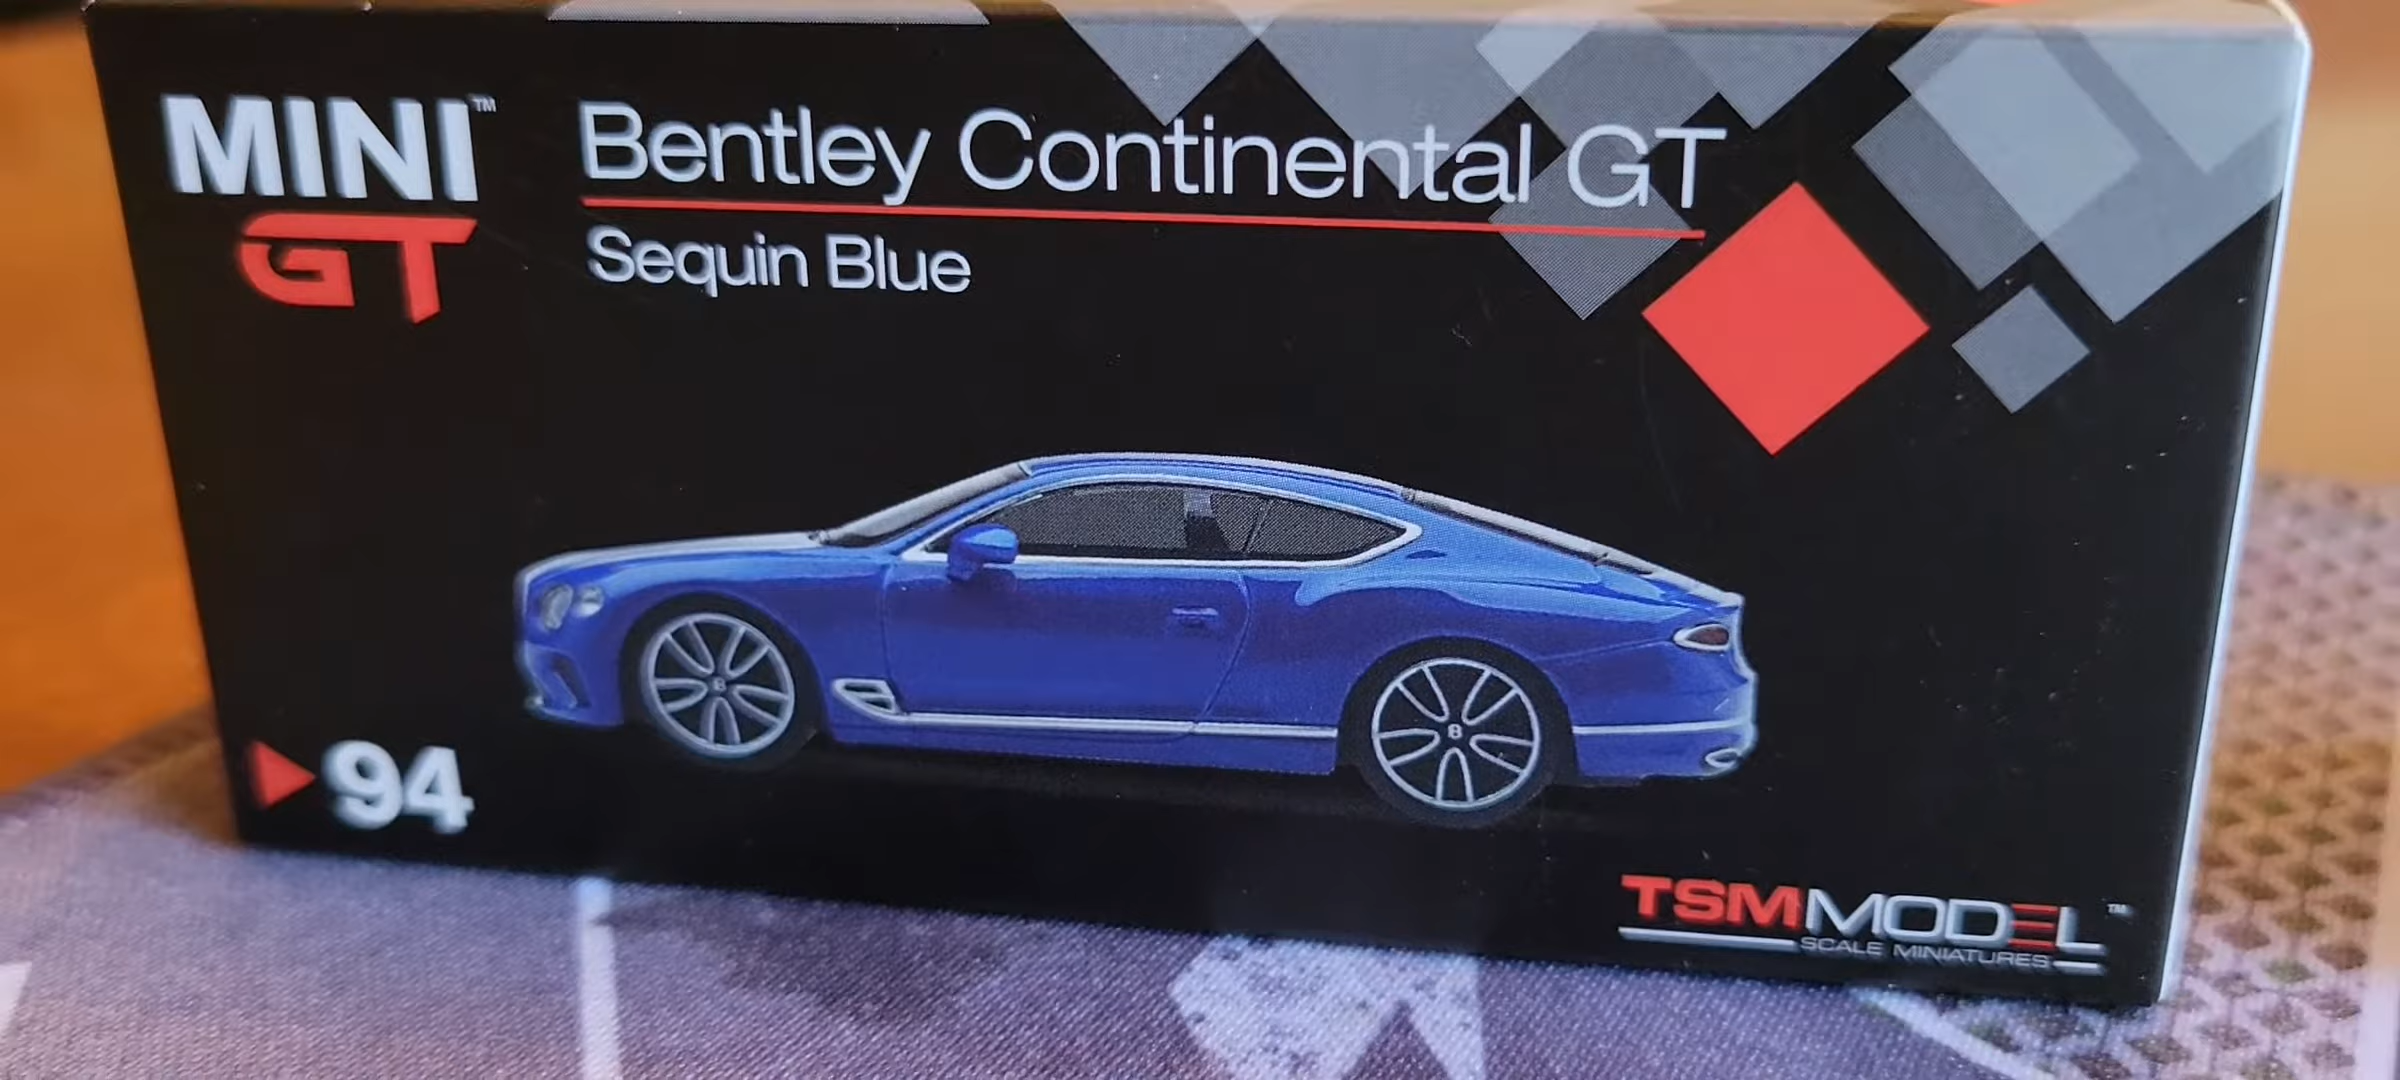 MINI™
GT
Bentley Continental GT
Sequin Blue
B
B
94
TSMMODEL™
SCALE MINIATURES